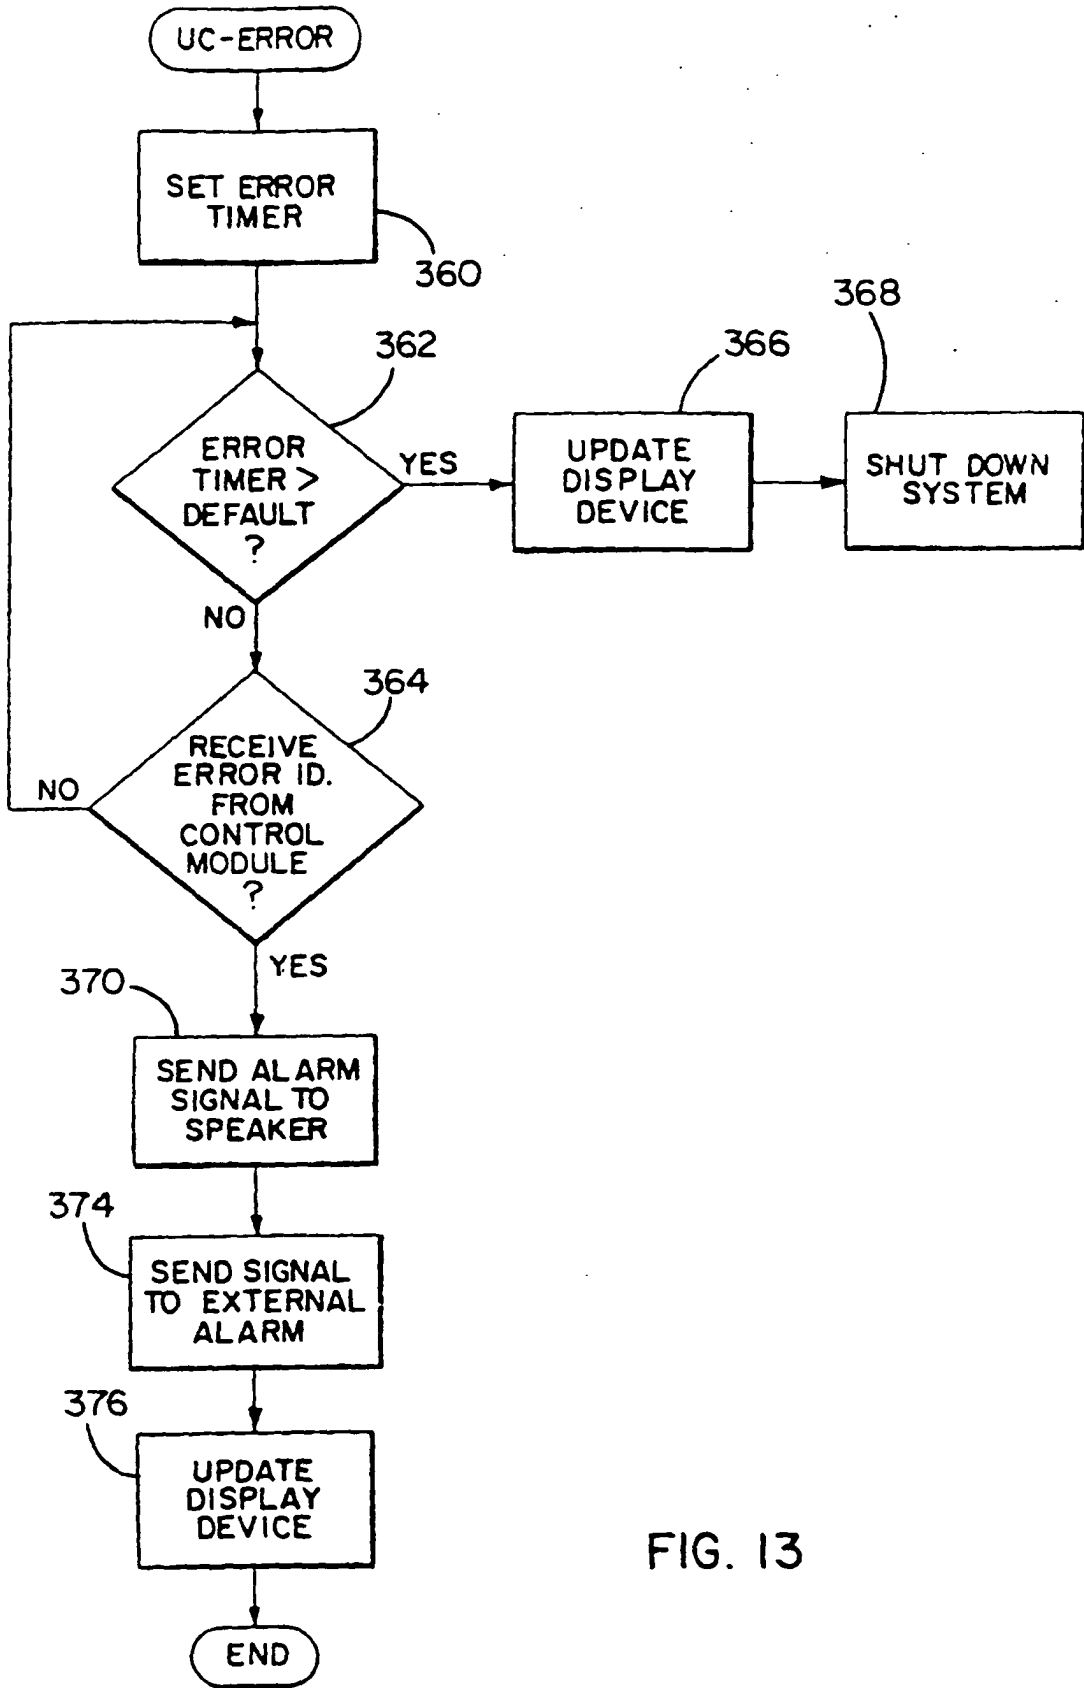 UC-ERROR
SET ERROR
TIMER
360
362
ERROR
TIMER >
DEFAULT
?
YES
366
UPDATE
DISPLAY
DEVICE
368
SHUT DOWN
SYSTEM
NO
364
RECEIVE
ERROR ID.
FROM
CONTROL
MODULE
?
NO
YES
370
SEND ALARM
SIGNAL TO
SPEAKER
374
SEND SIGNAL
TO EXTERNAL
ALARM
376
UPDATE
DISPLAY
DEVICE
END
FIG. 13